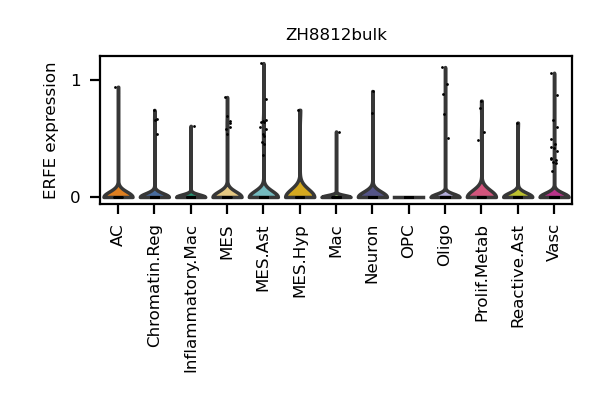 ZH8812bulk
ERFE expression
1
0
AC
Chromatin.Reg
Inflammatory.Mac
MES
MES.Ast
MES.Hyp
Mac
Neuron
OPC
Oligo
Prolif.Metab
Reactive.Ast
Vasc